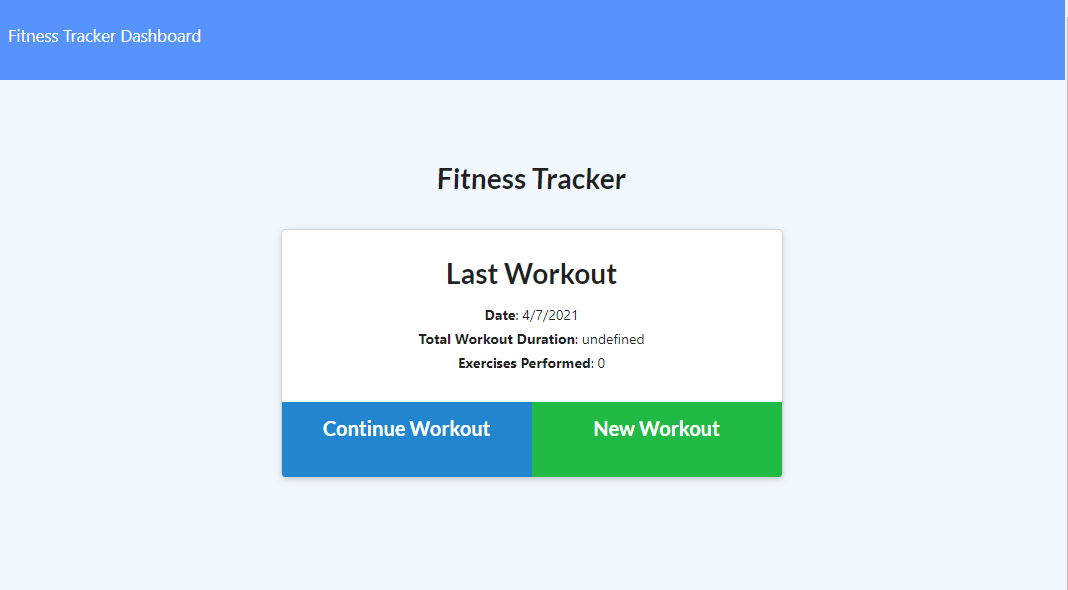 Fitness Tracker Dashboard
Fitness Tracker
Last Workout
Date: 4/7/2021
Total Workout Duration: undefined
Exercises Performed: 0
Continue Workout
New Workout